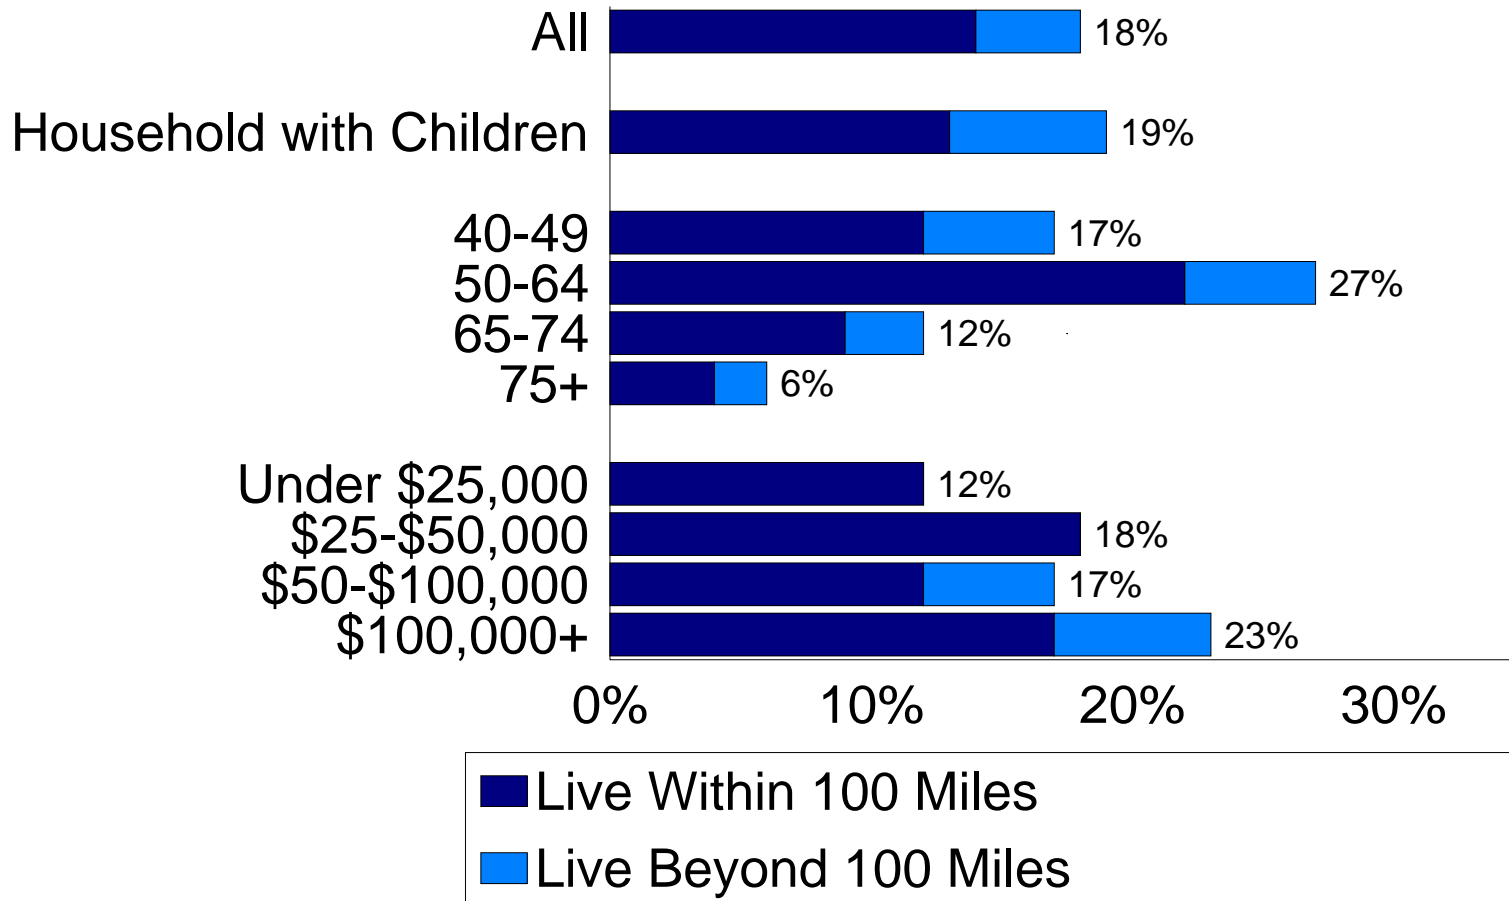 All 18%
Household with Children 19%
40-49 17%
50-64 27%
65-74 12%
75+ 6%
Under $25,000 12%
$25-$50,000 18%
$50-$100,000 17%
$100,000+ 23%
0% 10% 20% 30%
Live Within 100 Miles
Live Beyond 100 Miles